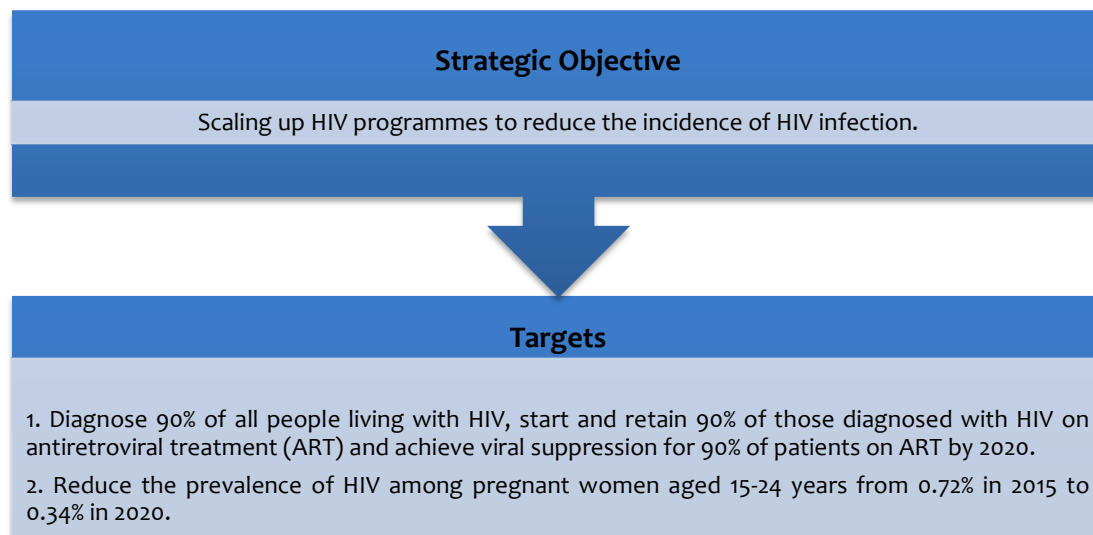 Strategic Objective
Scaling up HIV programmes to reduce the incidence of HIV infection.
Targets
1. Diagnose 90% of all people living with HIV, start and retain 90% of those diagnosed with HIV on
antiretroviral treatment (ART) and achieve viral suppression for 90% of patients on ART by 2020.
2. Reduce the prevalence of HIV among pregnant women aged 15-24 years from 0.72% in 2015 to
0.34% in 2020.